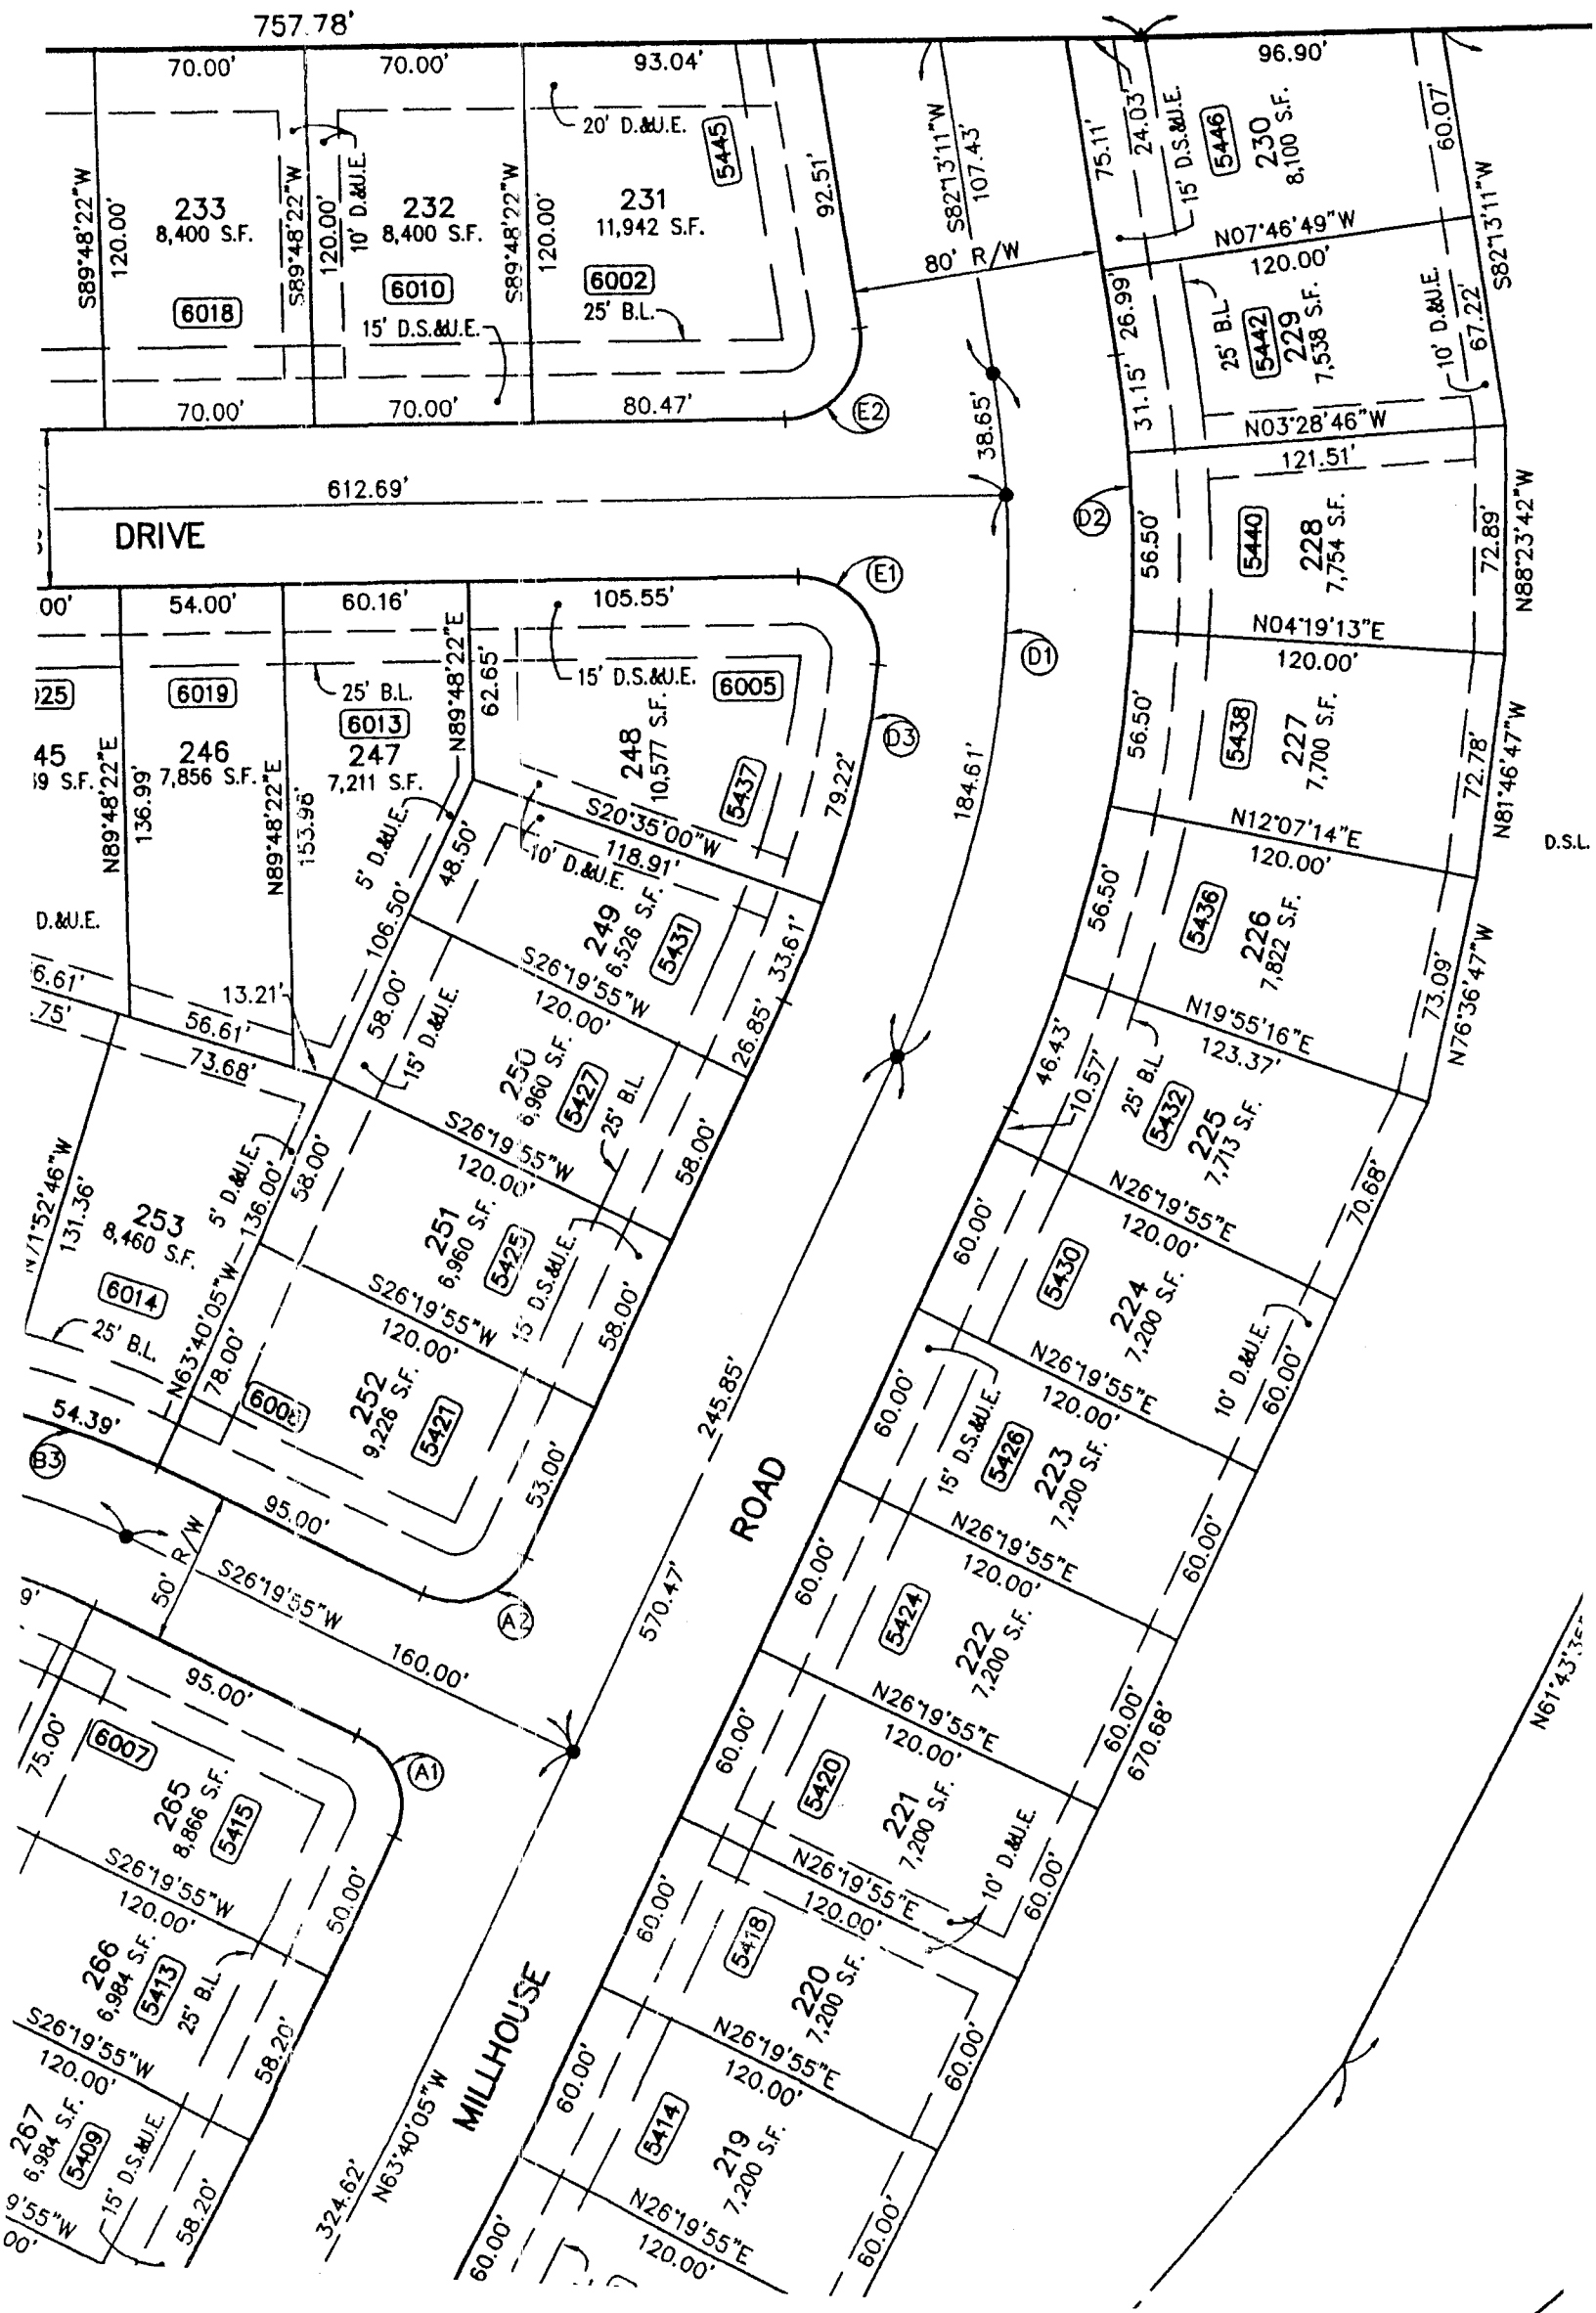 757.78'
70.00'
70.00'
93.04'
96.90'
20' D.&U.E.
5445
S89°48'22"W
120.00'
233
8,400 S.F.
6018
S89°48'22"W
120.00'
10' D.&U.E.
232
8,400 S.F.
6010
15' D.S.&U.E.
S89°48'22"W
120.00'
231
11,942 S.F.
6002
25' B.L.
92.51'
S82°13'11"W
107.43'
80' R/W
75.11'
24.03'
15' D.S.&U.E.
5446
230
8,100 S.F.
60.07'
S82°13'11"W
N07°46'49"W
120.00'
26.99'
31.15'
25' B.L.
5442
229
7,538 S.F.
10' D.&U.E.
67.22'
N03°28'46"W
121.51'
70.00'
70.00'
80.47'
E2
38.65'
612.69'
DRIVE
D2
56.50'
5440
228
7,754 S.F.
72.89'
N88°23'42"W
N04°19'13"E
120.00'
00'
54.00'
60.16'
105.55'
E1
D1
15' D.S.&U.E.
6005
25' B.L.
025
6019
6013
N89°48'22"E
62.65'
45
246
7,856 S.F.
247
7,211 S.F.
9 S.F.
N89°48'22"E
136.99'
N89°48'22"E
153.98'
248
10,577 S.F.
5437
D3
79.22'
184.61'
56.50'
5438
227
7,700 S.F.
72.78'
N81°46'47"W
N12°07'14"E
120.00'
D.S.L.
S20°35'00"W
118.91'
10' D.&U.E.
5' D.&U.E.
48.50'
106.50'
D.&U.E.
249
6,526 S.F.
5431
33.61'
56.50'
5436
226
7,822 S.F.
73.09'
N76°36'47"W
S26°19'55"W
120.00'
6.61'
.75'
13.21'
56.61'
73.68'
58.00'
15' D.&U.E.
26.85'
N19°55'16"E
123.37'
46.43'
10.57'
25' B.L.
5432
225
7,713 S.F.
70.68'
250
6,960 S.F.
5427
25' B.L.
S26°19'55"W
120.00'
58.00'
N71°52'46"W
131.36'
253
8,460 S.F.
6014
25' B.L.
5' D.&U.E.
58.00'
N63°40'05"W
136.00'
251
6,960 S.F.
5425
15' D.S.&U.E.
58.00'
S26°19'55"W
120.00'
N26°19'55"E
120.00'
60.00'
5430
224
7,200 S.F.
10' D.&U.E.
60.00'
N26°19'55"E
120.00'
78.00'
252
9,226 S.F.
5421
53.00'
54.39'
B3
95.00'
50' R/W
A2
245.85'
60.00'
15' D.S.&U.E.
5426
223
7,200 S.F.
60.00'
N26°19'55"E
120.00'
ROAD
S26°19'55"W
160.00'
570.47'
60.00'
5424
222
7,200 S.F.
60.00'
670.68'
N26°19'55"E
120.00'
9'
95.00'
A1
75.00'
6007
265
8,866 S.F.
5415
50.00'
S26°19'55"W
120.00'
60.00'
5420
221
7,200 S.F.
10' D.&U.E.
60.00'
N26°19'55"E
120.00'
266
6,984 S.F.
5413
25' B.L.
58.20'
S26°19'55"W
120.00'
60.00'
5418
220
7,200 S.F.
60.00'
N26°19'55"E
120.00'
MILLHOUSE
267
6,984 S.F.
5409
15' D.S.&U.E.
58.20'
9'55"W
00'
324.62'
N63°40'05"W
60.00'
5414
219
7,200 S.F.
60.00'
N26°19'55"E
120.00'
60.00'